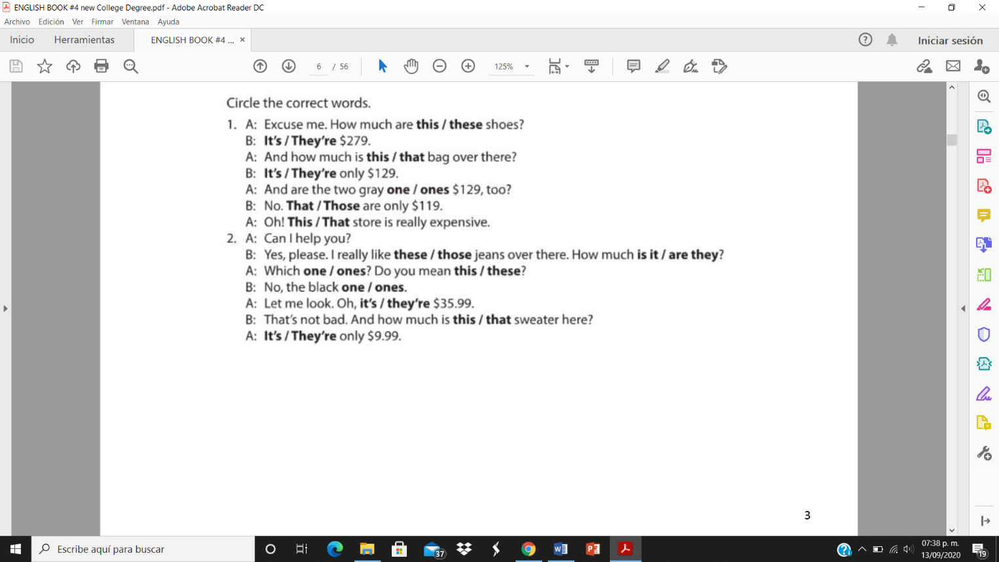 ENGLISH BOOK #4 new College Degree.pdf - Adobe Acrobat Reader DC
Archivo Edición Ver Firmar Ventana Ayuda
Inicio Herramientas ENGLISH BOOK #4 ... × Iniciar sesión
6 / 56 125%
Circle the correct words.
1. A: Excuse me. How much are this / these shoes?
B: It's / They're $279.
A: And how much is this / that bag over there?
B: It's / They're only $129.
A: And are the two gray one / ones $129, too?
B: No. That / Those are only $119.
A: Oh! This / That store is really expensive.
2. A: Can I help you?
B: Yes, please. I really like these / those jeans over there. How much is it / are they?
A: Which one / ones? Do you mean this / these?
B: No, the black one / ones.
A: Let me look. Oh, it's / they're $35.99.
B: That's not bad. And how much is this / that sweater here?
A: It's / They're only $9.99.
3
Escribe aquí para buscar
37
07:38 p. m.
13/09/2020
19